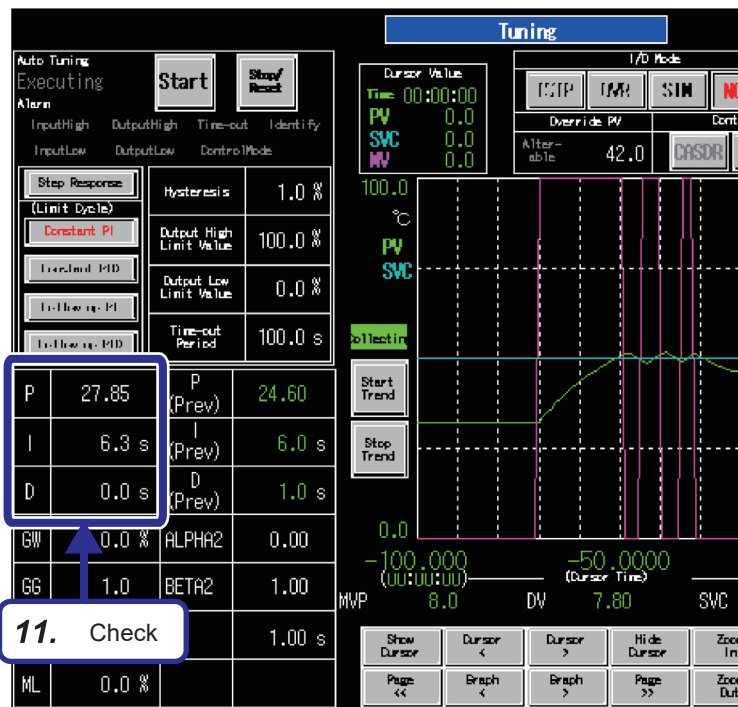 Tuning
Auto Tuning
Executing
Start
Stop/
Reset
Alarm
InputHigh OutputHigh Time-out Identify
InputLow OutputLow ControlMode
Step Response
(Limit Cycle)
Constant PI
Hysteresis 1.0 %
Output High
Limit Value 100.0 %
Output Low
Limit Value 0.0 %
Time-out
Period 100.0 s
P 27.85 P
(Prev) 24.60
I 6.3 s I
(Prev) 6.0 s
D 0.0 s D
(Prev) 1.0 s
GW 0.0 % ALPHA2 0.00
GG 1.0 BETA2 1.00
11. Check
1.00 s
ML 0.0 %
Cursor Value
Time 00:00:00
PV 0.0
SVC 0.0
MV 0.0
I/O Mode
OVR SIM
Override PV
Alter-
able 42.0 CASDR
100.0
℃
PV
SVC
Start
Trend
Stop
Trend
0.0
-100.000 -50.0000
(00:00:00) (Cursor Time)
MVP 8.0 DV 7.80 SVC
Show
Cursor
Cursor
<
Cursor
>
Hide
Cursor
Page
<<
Graph
<
Graph
>
Page
>>